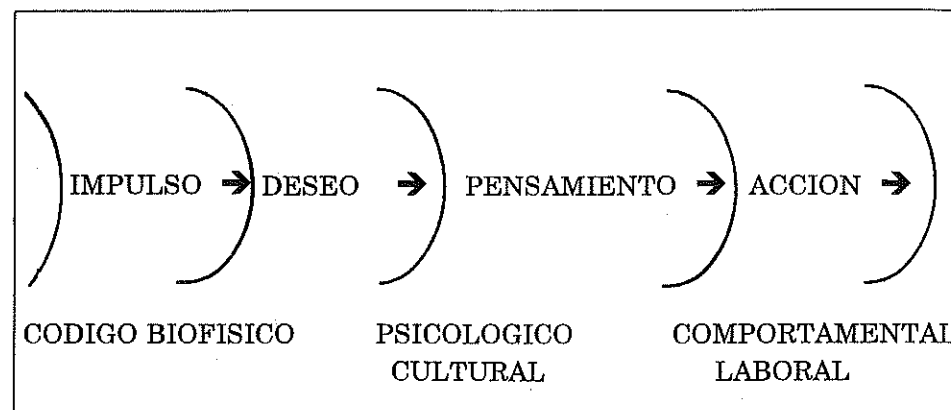 IMPULSO → DESEO → PENSAMIENTO → ACCION →
CODIGO BIOFISICO PSICOLOGICO COMPORTAMENTAL
CULTURAL LABORAL